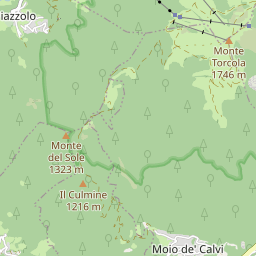 iazzolo
Monte
Torcola
1746 m
Monte
del Sole
1323 m
Il Culmine
1216 m
Moio de' Calvi